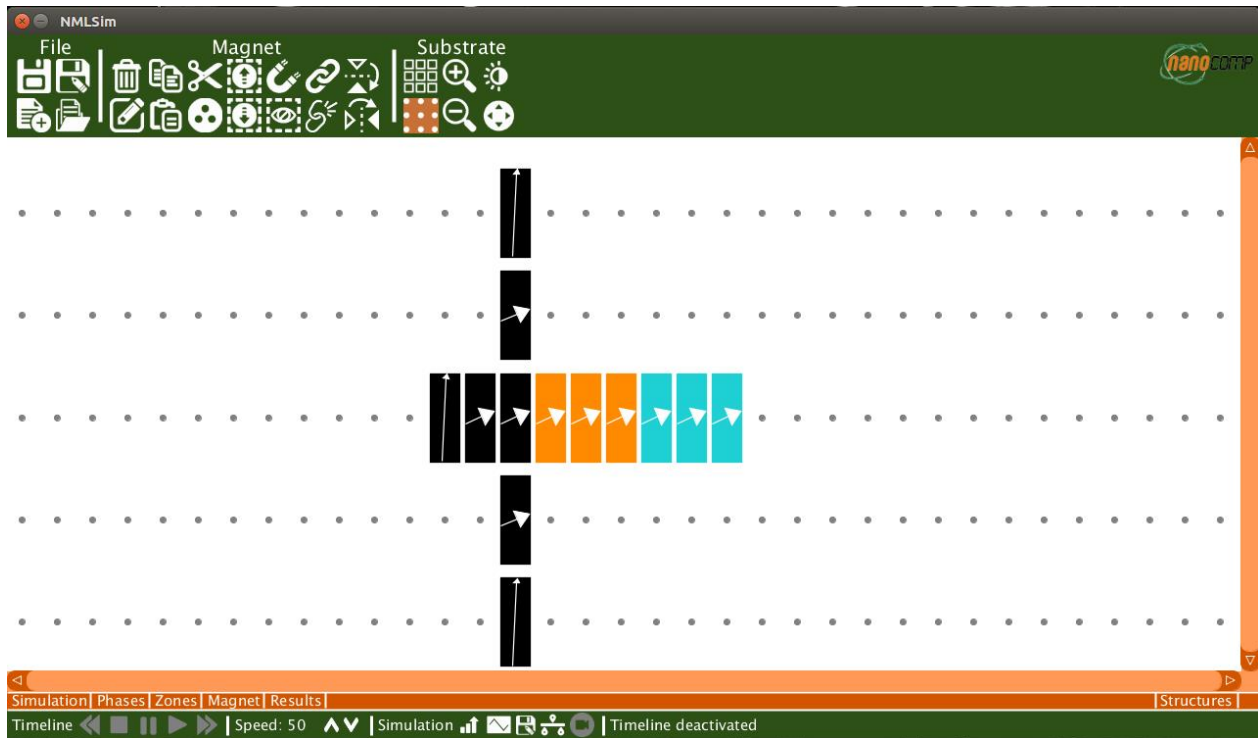 NMLSim
File Magnet Substrate
nanocomp
Simulation| Phases| Zones| Magnet| Results| |Structures|
Timeline | Speed: 50 | Simulation | Timeline deactivated